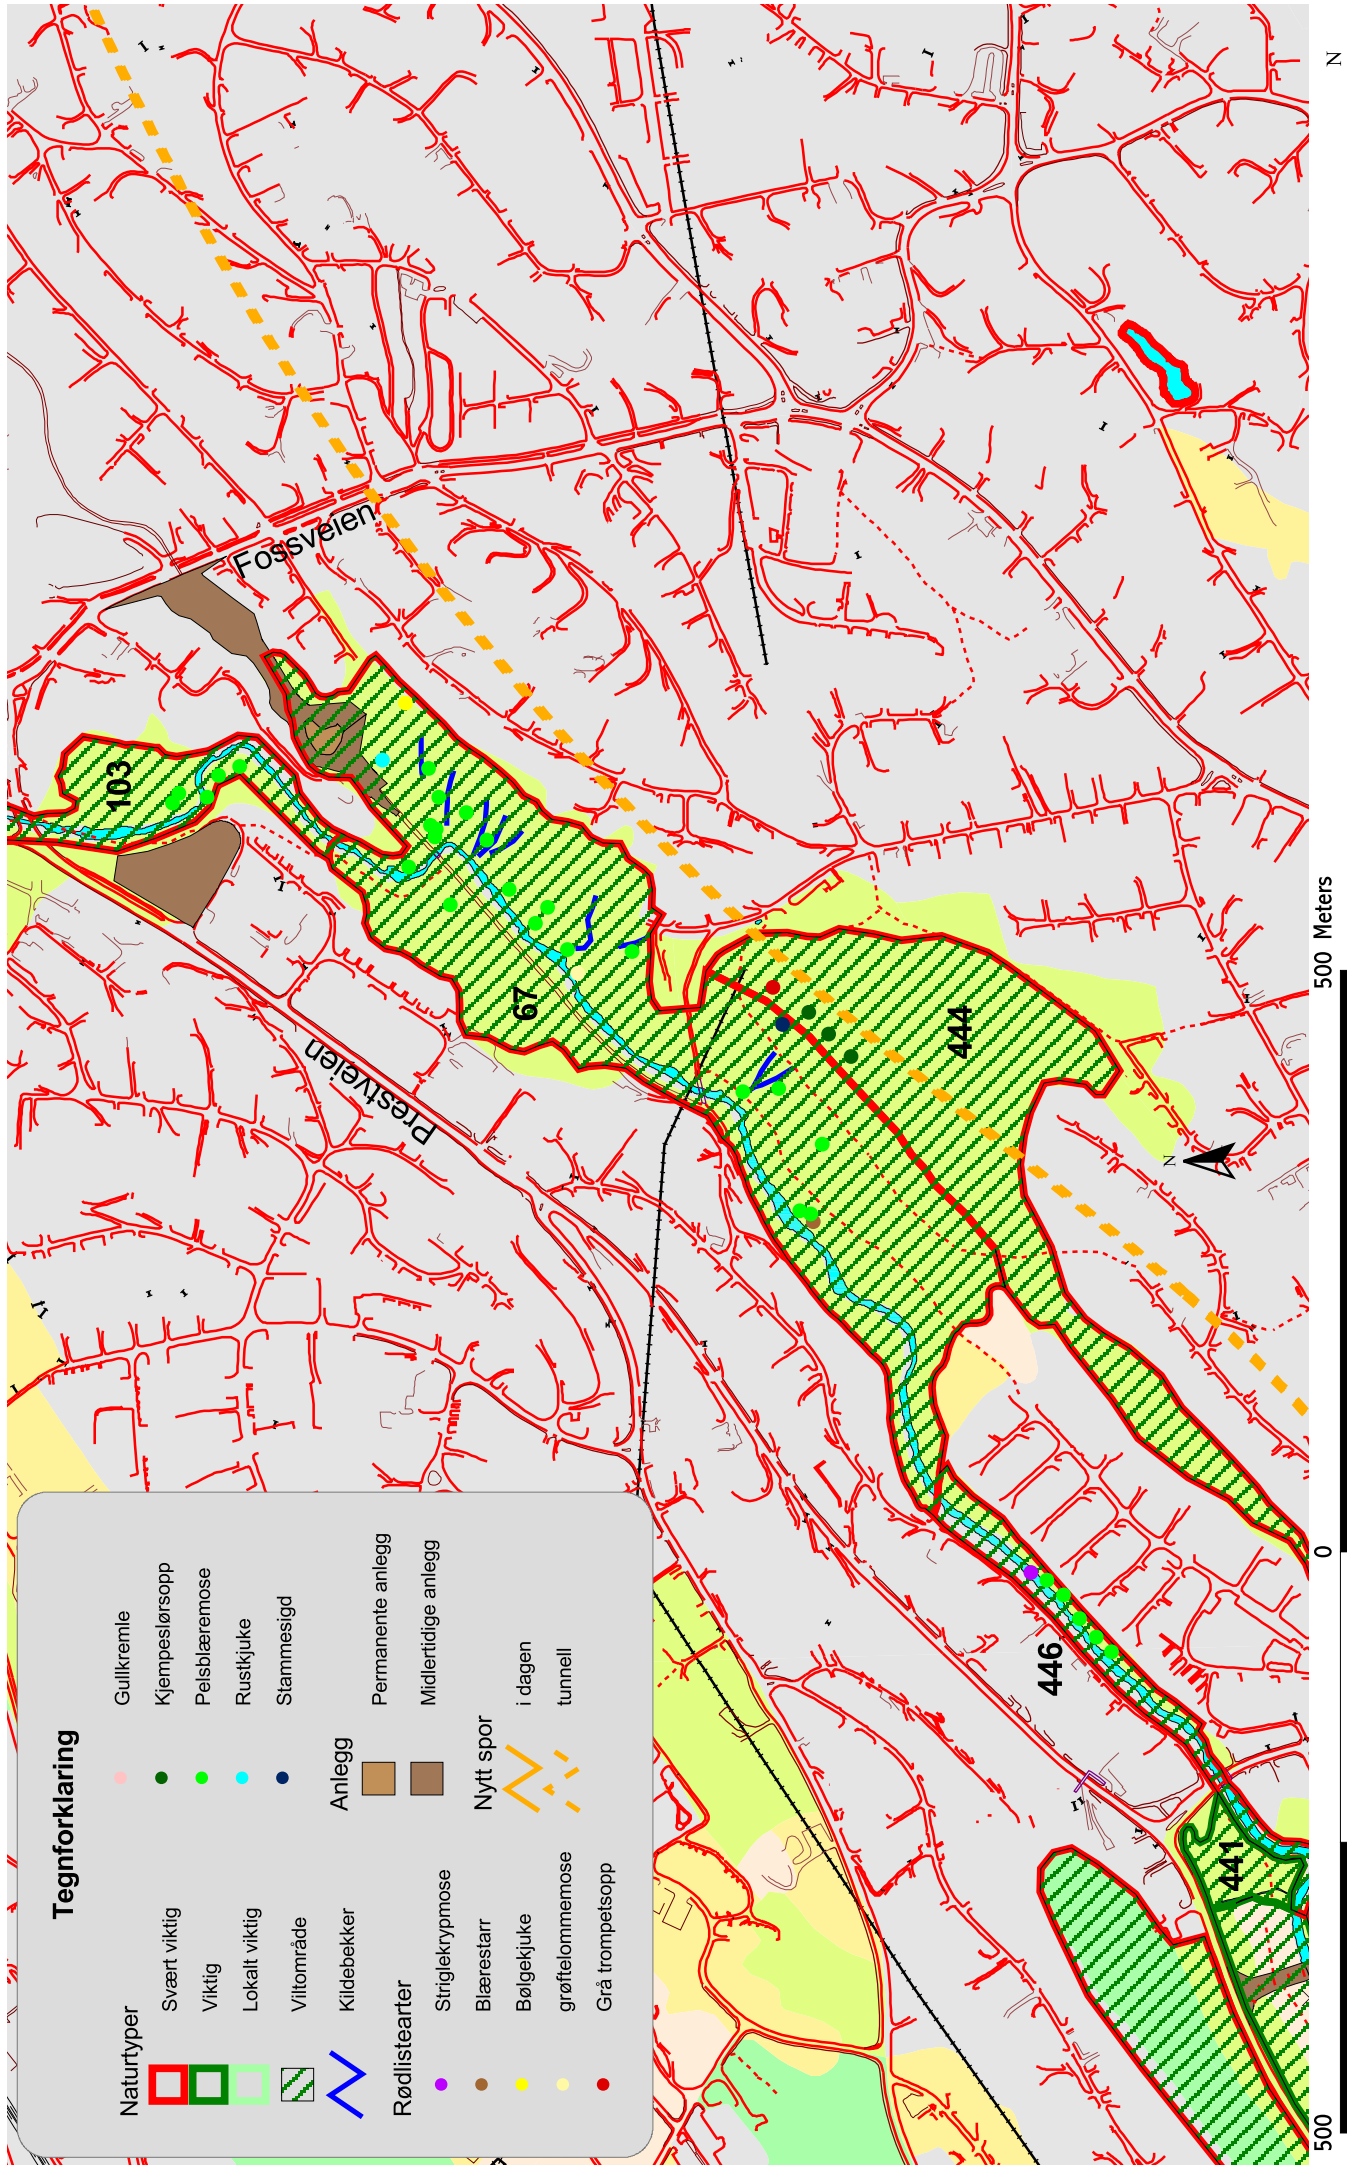 Tegnforklaring
Naturtyper
Svært viktig
Viktig
Lokalt viktig
Viltområde
Kildebekker
Rødlistearter
Striglekrypmose
Blærestarr
Bølgekjuke
grøftelommemose
Grå trompetsopp
Gullkremle
Kjempeslørsopp
Pelsblæremose
Rustkjuke
Stammesigd
Anlegg
Permanente anlegg
Midlertidige anlegg
Nytt spor
i dagen
tunnell
Fossveien
Prestveien
103
67
444
446
441
N
N
500
0
500 Meters